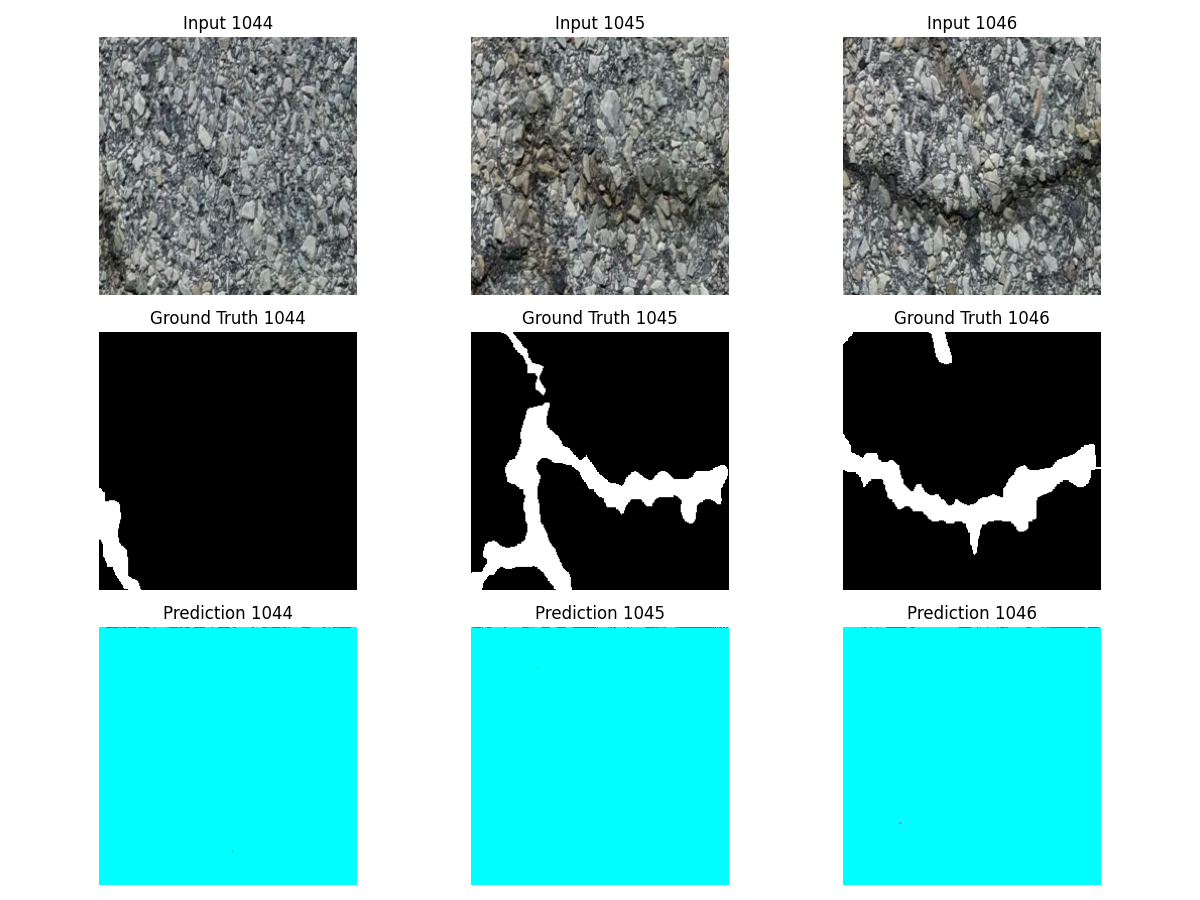 Input 1044
Input 1045
Input 1046
Ground Truth 1044
Ground Truth 1045
Ground Truth 1046
Prediction 1044
Prediction 1045
Prediction 1046